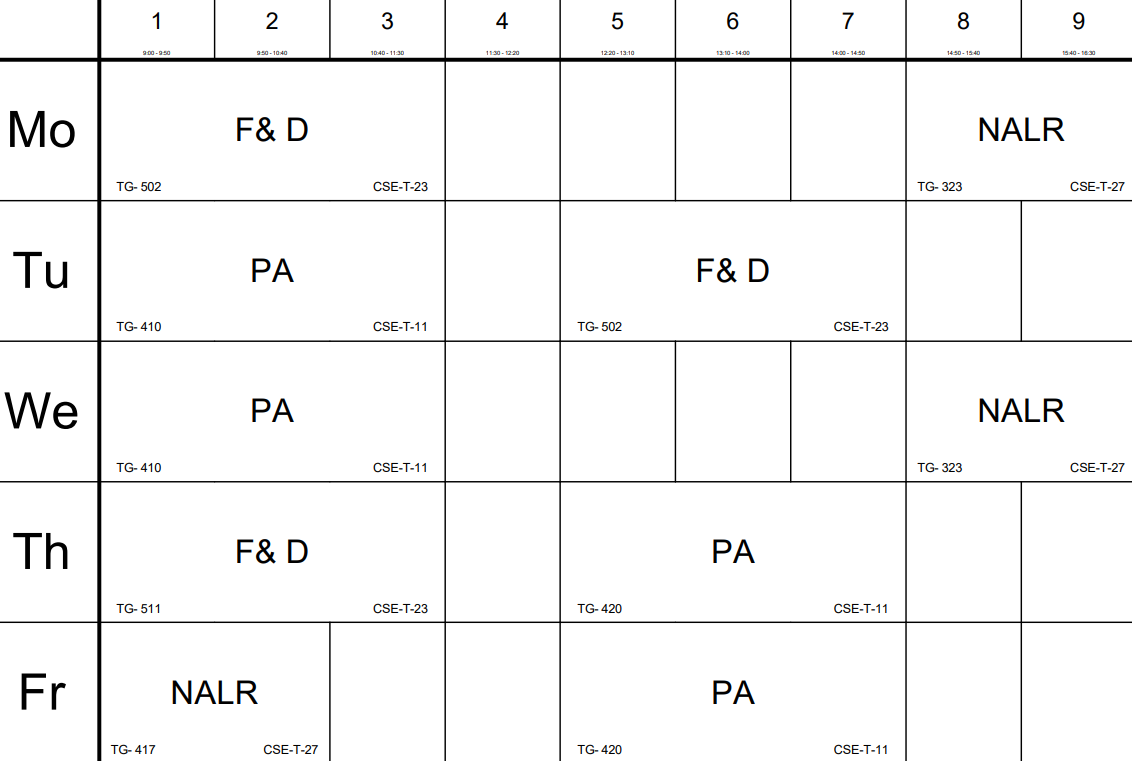 1 2 3 4 5 6 7 8 9
9:00 - 9:50 9:50 - 10:40 10:40 - 11:30 11:30 - 12:20 12:20 - 13:10 13:10 - 14:00 14:00 - 14:50 14:50 - 15:40 15:40 - 16:30
Mo F& D NALR
TG- 502 CSE-T-23 TG- 323 CSE-T-27
Tu PA F& D
TG- 410 CSE-T-11 TG- 502 CSE-T-23
We PA NALR
TG- 410 CSE-T-11 TG- 323 CSE-T-27
Th F& D PA
TG- 511 CSE-T-23 TG- 420 CSE-T-11
Fr NALR PA
TG- 417 CSE-T-27 TG- 420 CSE-T-11